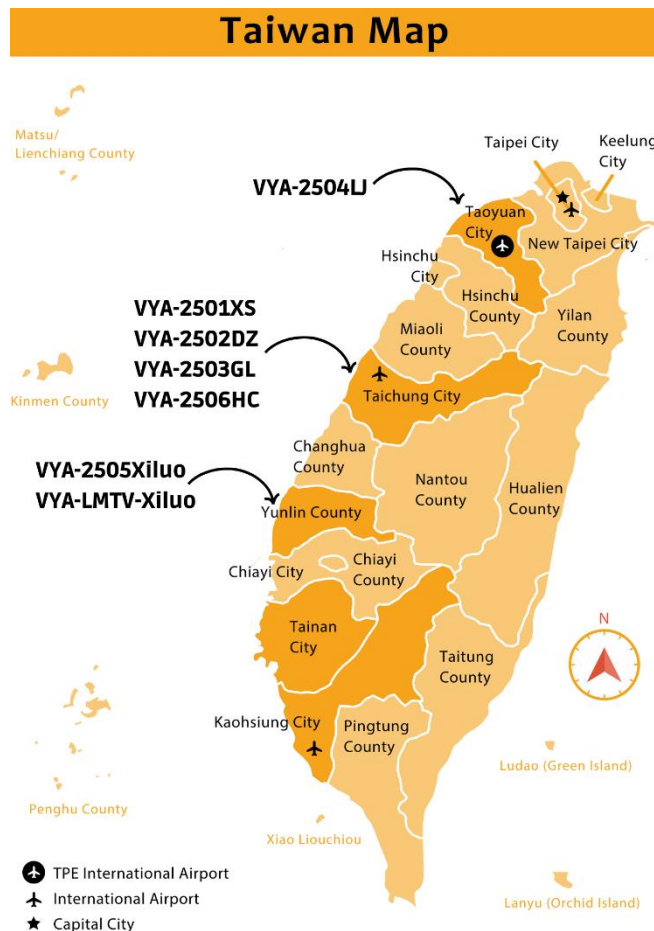 Taiwan Map
Matsu/
Lienchiang County
Taipei City
Keelung
City
VYA-2504LJ
Taoyuan
City
New Taipei City
Hsinchu
City
Hsinchu
County
Yilan
County
VYA-2501XS
VYA-2502DZ
VYA-2503GL
VYA-2506HC
Miaoli
County
Kinmen County
Taichung City
Changhua
County
Nantou
County
Hualien
County
VYA-2505Xiluo
VYA-LMTV-Xiluo
Yunlin County
Chiayi City
Chiayi
County
Tainan
City
N
Taitung
County
Kaohsiung City
Pingtung
County
Ludao (Green Island)
Penghu County
Xiao Liouchiou
Lanyu (Orchid Island)
TPE International Airport
International Airport
Capital City